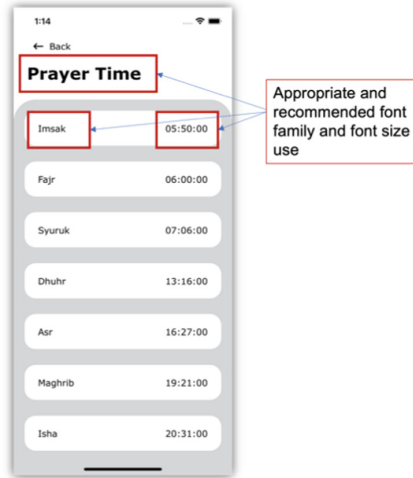 1:14
← Back
Prayer Time
Imsak 05:50:00
Fajr 06:00:00
Syuruk 07:06:00
Dhuhr 13:16:00
Asr 16:27:00
Maghrib 19:21:00
Isha 20:31:00
Appropriate and
recommended font
family and font size
use